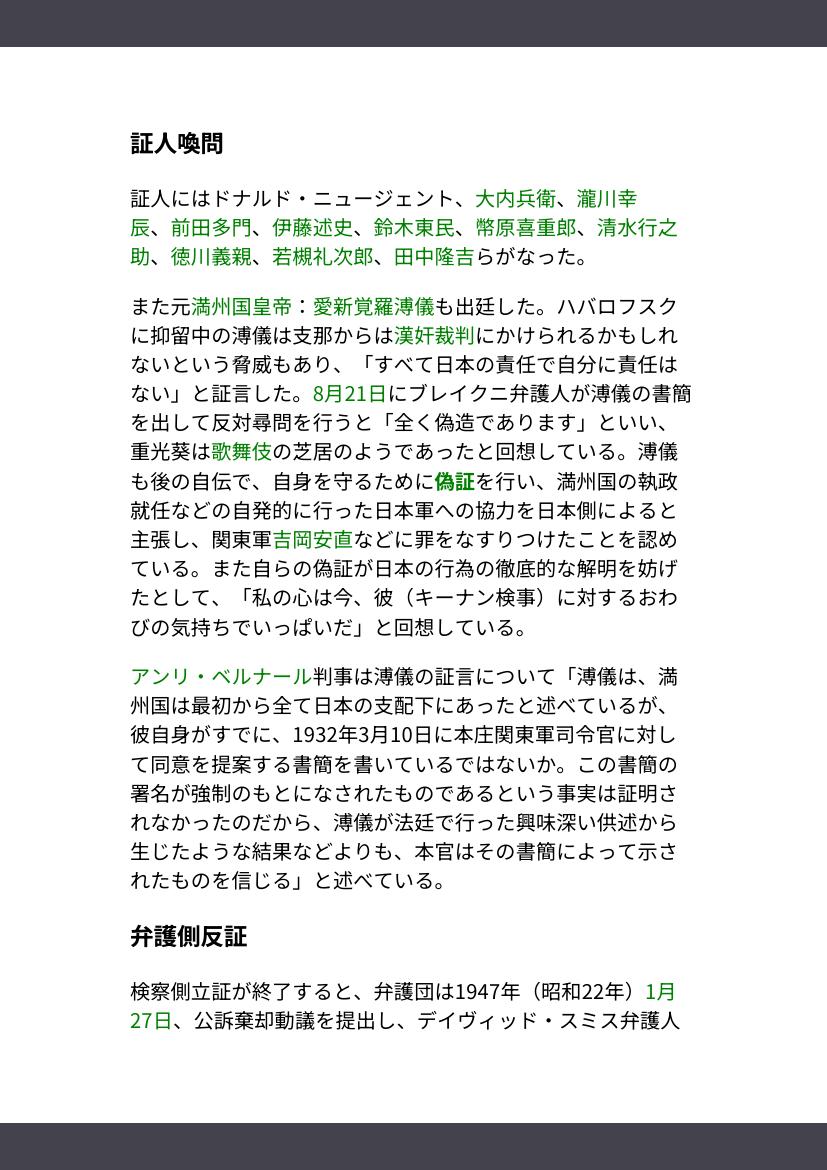 証人喚問
証人にはドナルド・ニュージェント、大内兵衛、瀧川幸
辰、前田多門、伊藤述史、鈴木東民、幣原喜重郎、清水行之
助、徳川義親、若槻礼次郎、田中隆吉らがなった。
また元満州国皇帝：愛新覚羅溥儀も出廷した。ハバロフスク
に抑留中の溥儀は支那からは漢奸裁判にかけられるかもしれ
ないという脅威もあり、「すべて日本の責任で自分に責任は
ない」と証言した。8月21日にブレイクニ弁護人が溥儀の書簡
を出して反対尋問を行うと「全く偽造であります」といい、
重光葵は歌舞伎の芝居のようであったと回想している。溥儀
も後の自伝で、自身を守るために偽証を行い、満州国の執政
就任などの自発的に行った日本軍への協力を日本側によると
主張し、関東軍吉岡安直などに罪をなすりつけたことを認め
ている。また自らの偽証が日本の行為の徹底的な解明を妨げ
たとして、「私の心は今、彼（キーナン検事）に対するおわ
びの気持ちでいっぱいだ」と回想している。
アンリ・ベルナール判事は溥儀の証言について「溥儀は、満
州国は最初から全て日本の支配下にあったと述べているが、
彼自身がすでに、1932年3月10日に本庄関東軍司令官に対し
て同意を提案する書簡を書いているではないか。この書簡の
署名が強制のもとになされたものであるという事実は証明さ
れなかったのだから、溥儀が法廷で行った興味深い供述から
生じたような結果などよりも、本官はその書簡によって示さ
れたものを信じる」と述べている。
弁護側反証
検察側立証が終了すると、弁護団は1947年（昭和22年）1月
27日、公訴棄却動議を提出し、デイヴィッド・スミス弁護人